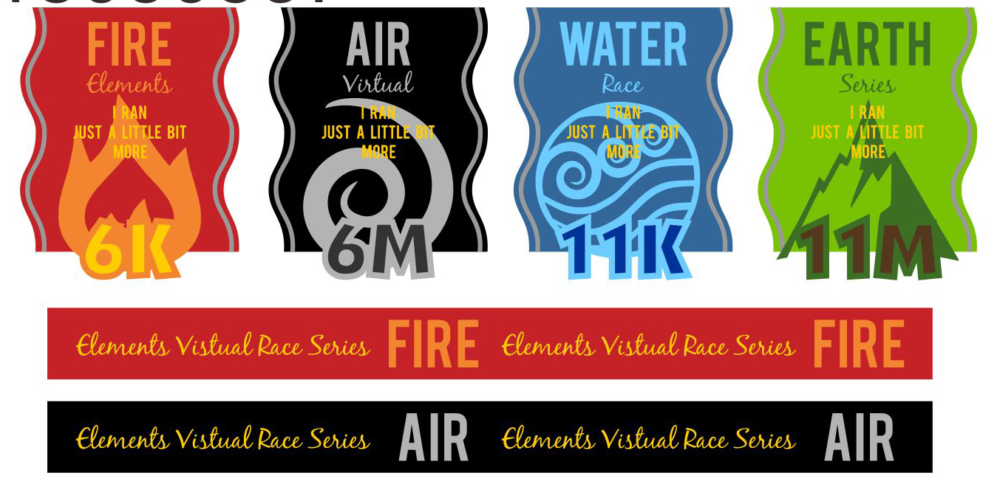 FIRE
Elements
I RAN
JUST A LITTLE BIT
MORE
6K
AIR
Virtual
I RAN
JUST A LITTLE BIT
MORE
6M
WATER
Race
I RAN
JUST A LITTLE BIT
MORE
11K
EARTH
Series
I RAN
JUST A LITTLE BIT
MORE
11M
Elements Vistual Race Series FIRE Elements Vistual Race Series FIRE
Elements Vistual Race Series AIR Elements Vistual Race Series AIR